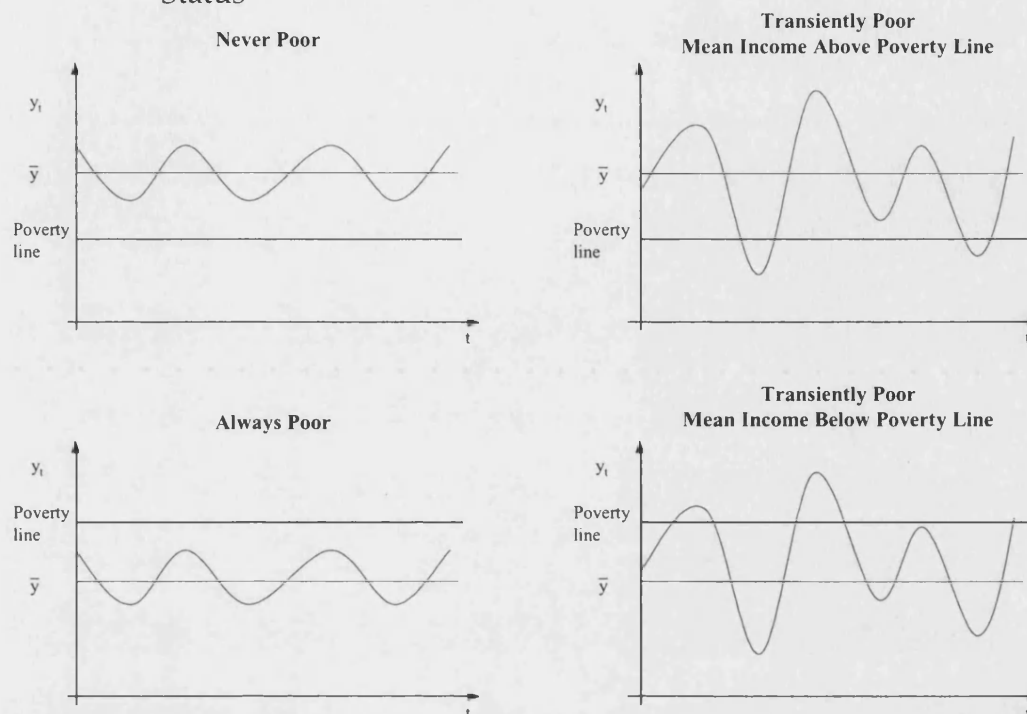 Status
Never Poor
y_t
ȳ
Poverty
line
t
Transiently Poor
Mean Income Above Poverty Line
y_t
ȳ
Poverty
line
Always Poor
y_t
Poverty
line
ȳ
t
Transiently Poor
Mean Income Below Poverty Line
y_t
Poverty
line
ȳ